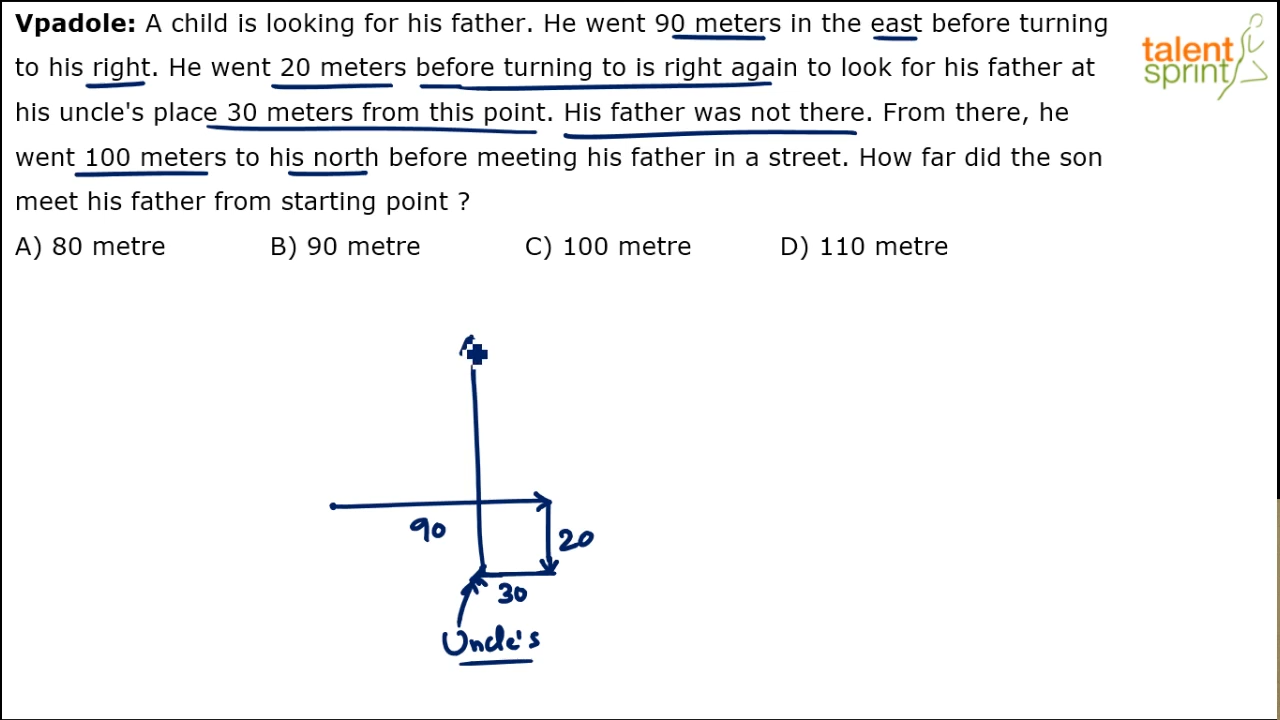 Vpadole: A child is looking for his father. He went 90 meters in the east before turning
to his right. He went 20 meters before turning to is right again to look for his father at
his uncle's place 30 meters from this point. His father was not there. From there, he
went 100 meters to his north before meeting his father in a street. How far did the son
meet his father from starting point ?
A) 80 metre B) 90 metre C) 100 metre D) 110 metre
talent
sprint
90
20
30
Uncle's